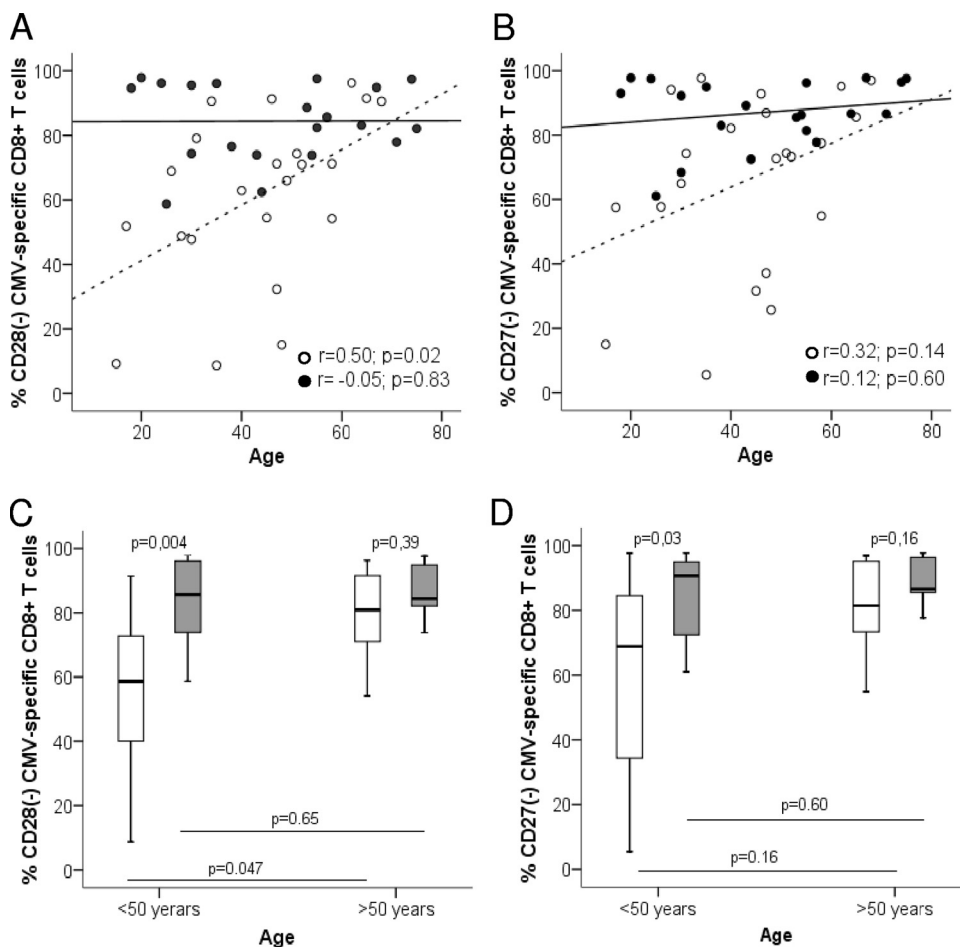 A
% CD28(-) CMV-specific CD8+ T cells
100
80
60
40
20
0
r=0.50; p=0.02
r= -0.05; p=0.83
20 40 60 80
Age
B
% CD27(-) CMV-specific CD8+ T cells
100
80
60
40
20
0
r=0.32; p=0.14
r=0.12; p=0.60
20 40 60 80
Age
C
% CD28(-) CMV-specific CD8+ T cells
100
80
60
40
20
0
p=0,004
p=0,39
p=0.65
p=0.047
<50 yerars >50 years
Age
D
% CD27(-) CMV-specific CD8+ T cells
100
80
60
40
20
0
p=0,03
p=0,16
p=0.60
p=0.16
<50 years >50 years
Age